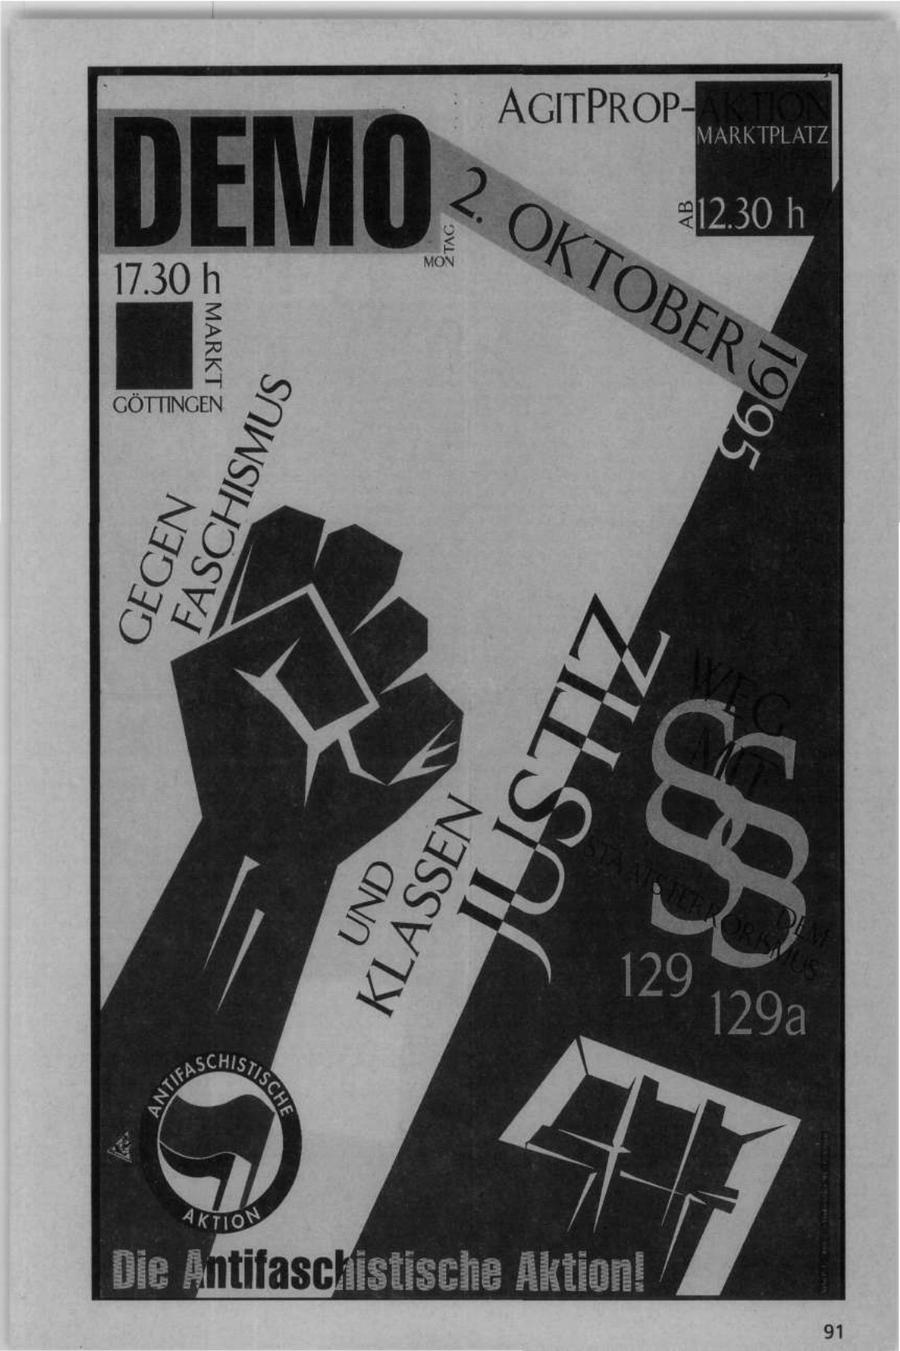 AGITPROP-AKTION
MARKTPLATZ
AB 12.30 h
DEMO
MONTAG
2. OKTOBER 1995
17.30 h
MARKT
GÖTTINGEN
GEGEN
FASCHISMUS
UND
KLASSEN
JUSTIZ
WEG
MIT
§§
DEM
STAATSTERRORISMUS
129
129a
ANTIFASCHISTISCHE
AKTION
Die Antifaschistische Aktion!
91